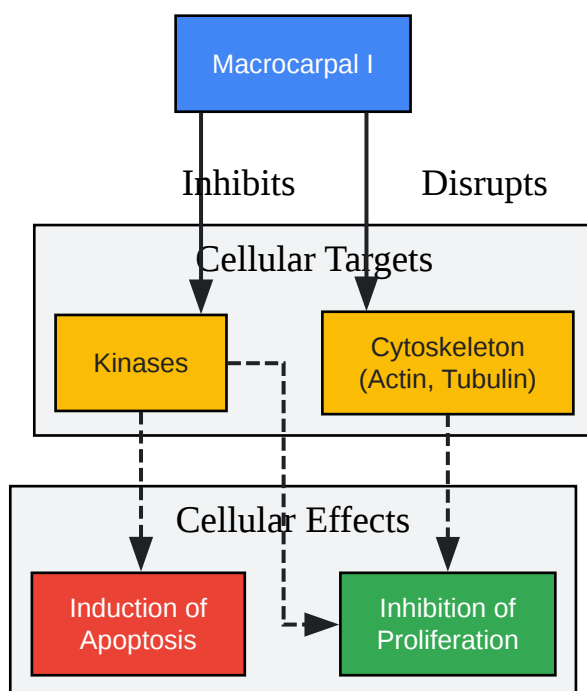 Macrocarpal I
Inhibits
Disrupts
Cellular Targets
Kinases
Cytoskeleton
(Actin, Tubulin)
Cellular Effects
Induction of
Apoptosis
Inhibition of
Proliferation